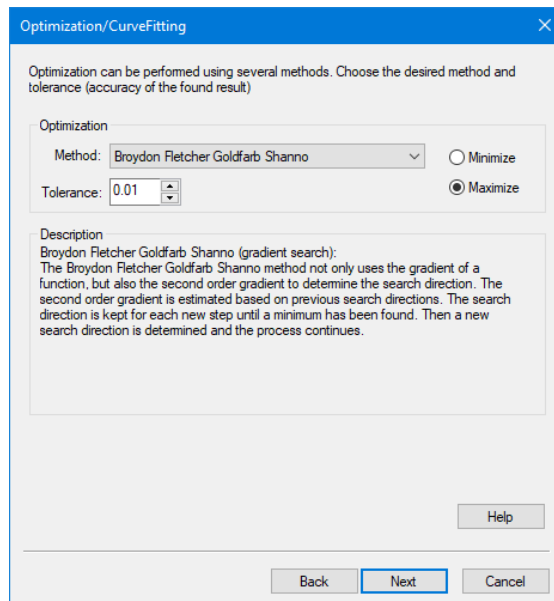 Optimization/CurveFitting
Optimization can be performed using several methods. Choose the desired method and
tolerance (accuracy of the found result)
Optimization
Method: Broydon Fletcher Goldfarb Shanno
Minimize
Tolerance: 0.01
Maximize
Description
Broydon Fletcher Goldfarb Shanno (gradient search):
The Broydon Fletcher Goldfarb Shanno method not only uses the gradient of a
function, but also the second order gradient to determine the search direction. The
second order gradient is estimated based on previous search directions. The search
direction is kept for each new step until a minimum has been found. Then a new
search direction is determined and the process continues.
Help
Back Next Cancel